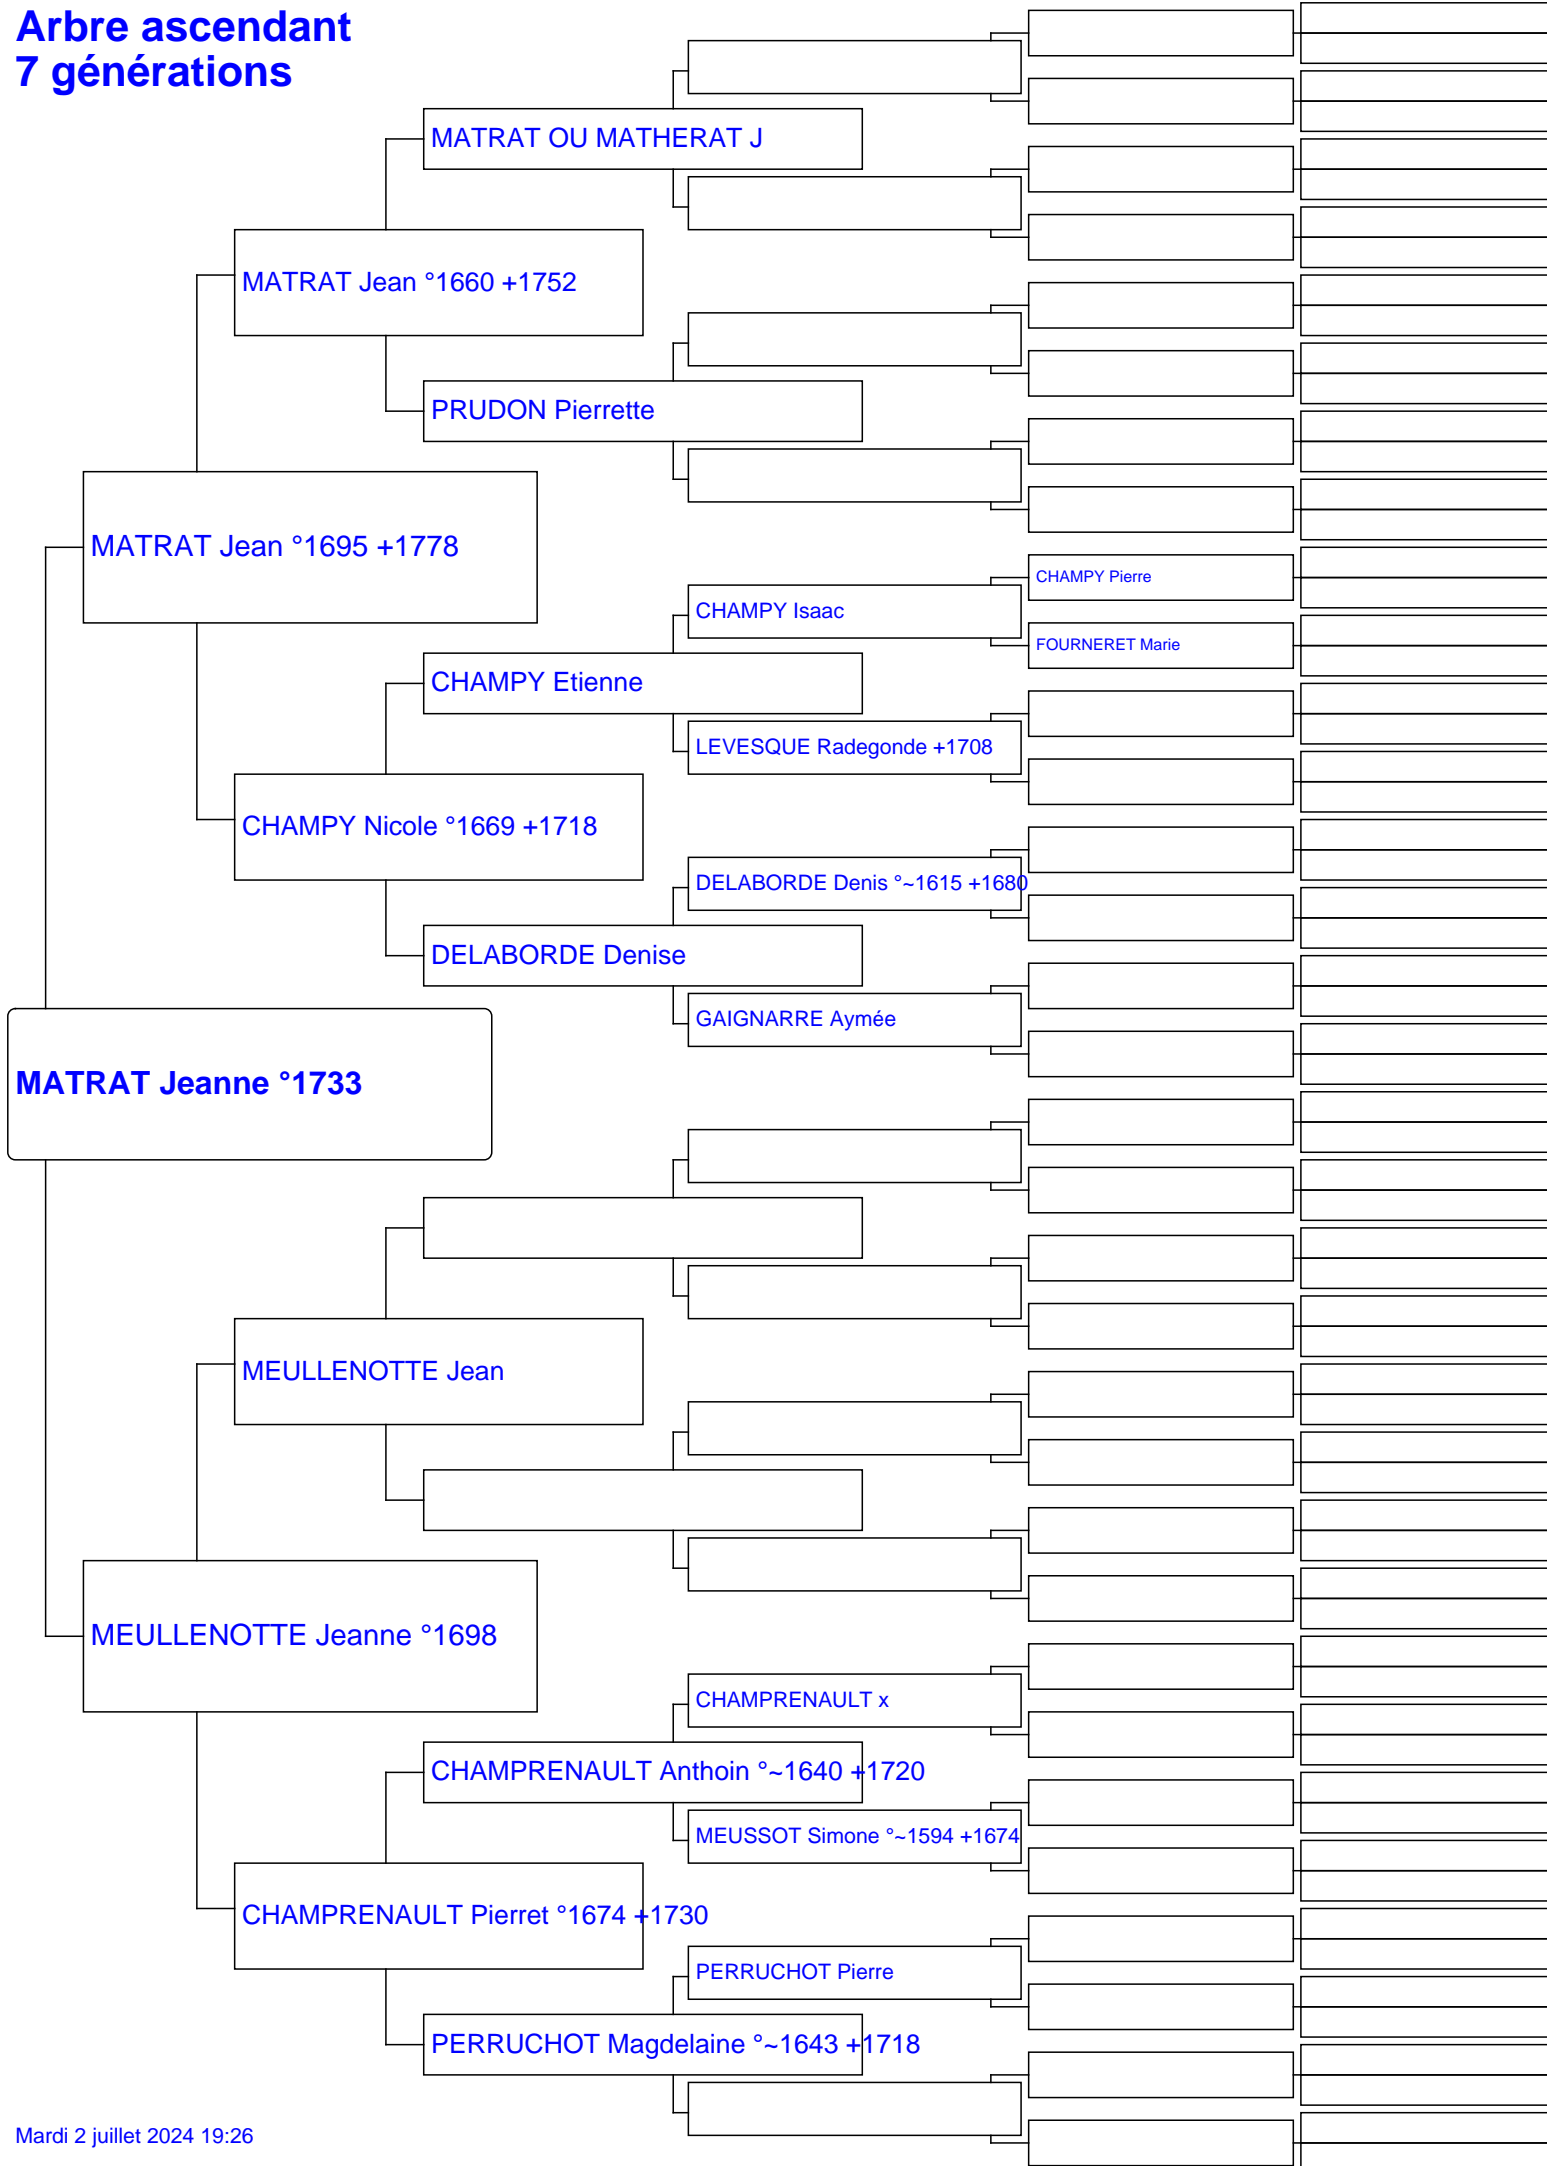 Arbre ascendant
7 générations
MATRAT OU MATHERAT J
MATRAT Jean °1660 +1752
PRUDON Pierrette
MATRAT Jean °1695 +1778
CHAMPY Pierre
CHAMPY Isaac
FOURNERET Marie
CHAMPY Etienne
LEVESQUE Radegonde +1708
CHAMPY Nicole °1669 +1718
DELABORDE Denis °~1615 +1680
DELABORDE Denise
GAIGNARRE Aymée
MATRAT Jeanne °1733
MEULLENOTTE Jean
MEULLENOTTE Jeanne °1698
CHAMPRENAULT x
CHAMPRENAULT Anthoin °~1640 +1720
MEUSSOT Simone °~1594 +1674
CHAMPRENAULT Pierret °1674 +1730
PERRUCHOT Pierre
PERRUCHOT Magdelaine °~1643 +1718
Mardi 2 juillet 2024 19:26